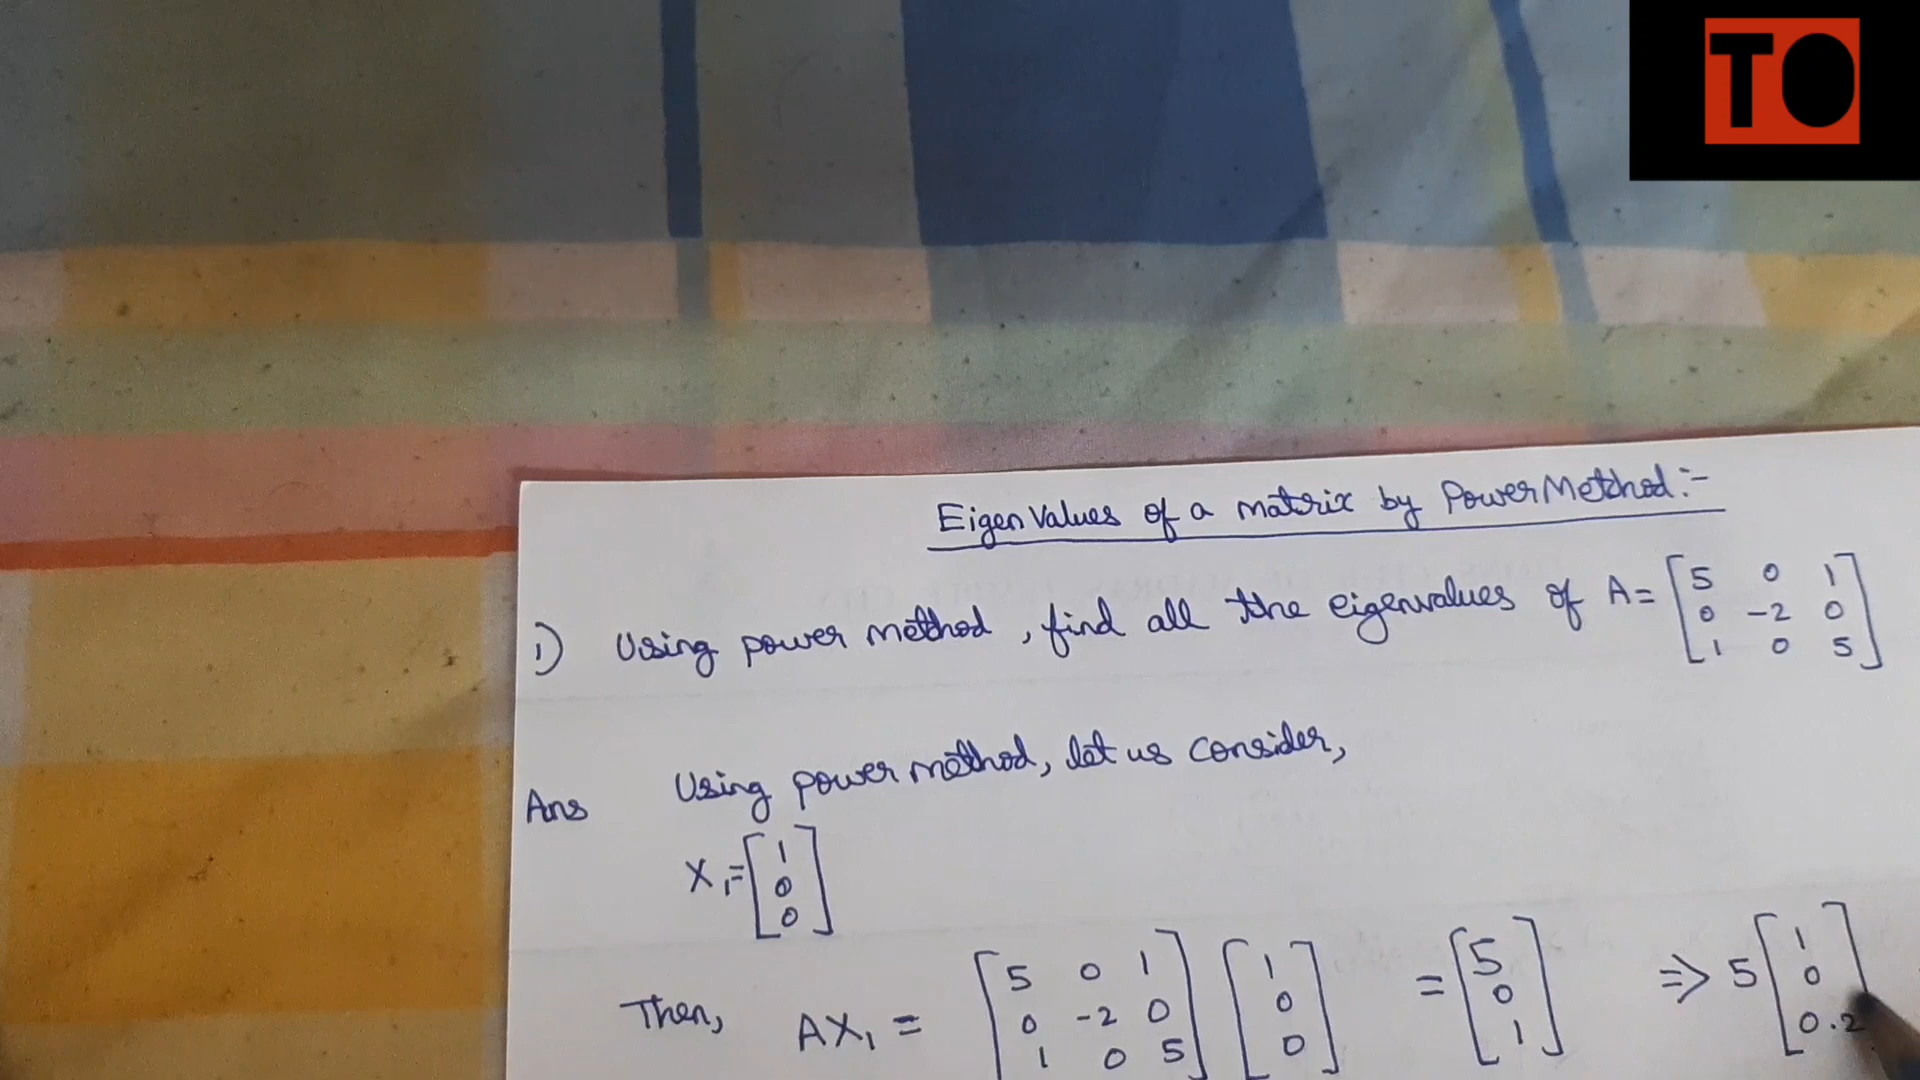 TO
Eigen Values of a matrix by Power Method:-
1) Using power method, find all the eigenvalues of A = [5 0 1
0 -2 0
1 0 5]
Ans Using power method, let us consider,
X₁ = [1
0
0]
Then, AX₁ = [5 0 1
0 -2 0
1 0 5] [1
0
0] = [5
0
1] => 5 [1
0
0.2]